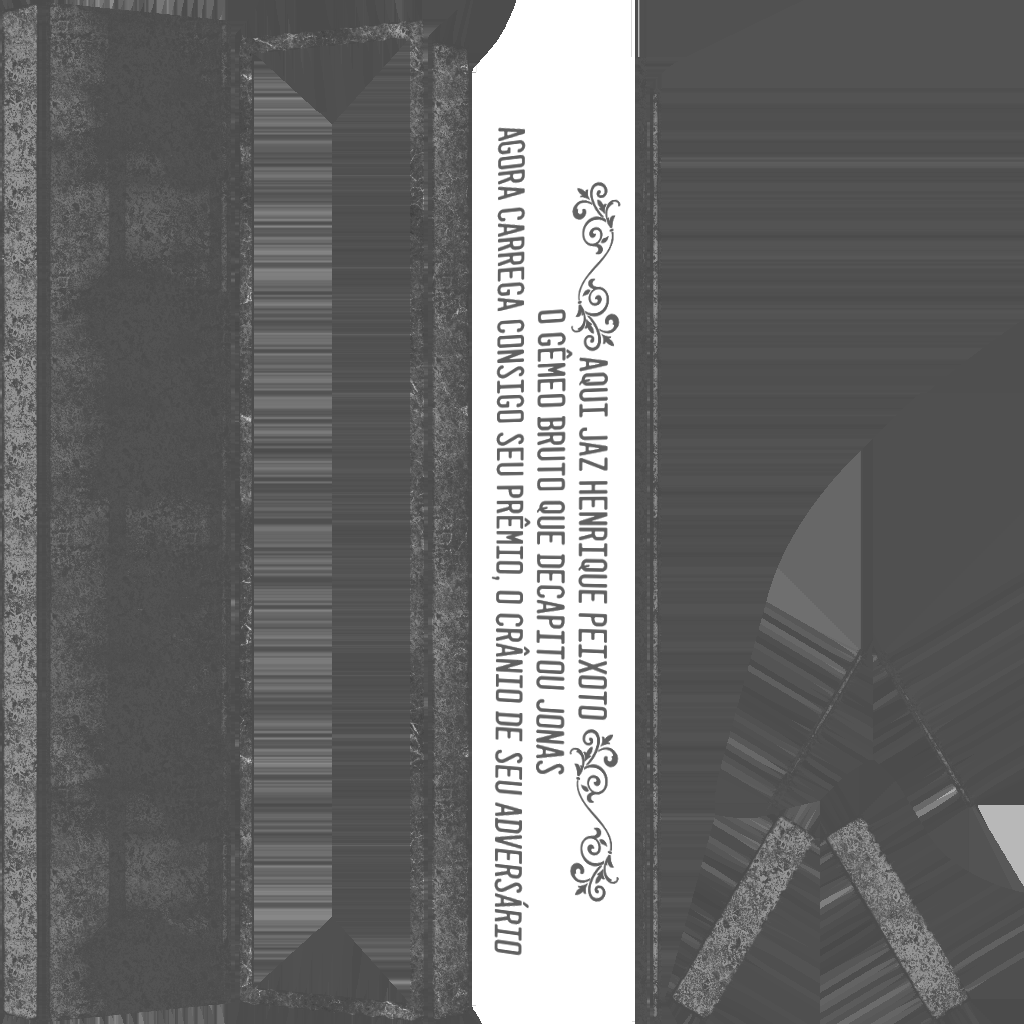 AQUI JAZ HENRIQUE PEIXOTO
O GÊMEO BRUTO QUE DECAPITOU JONAS
AGORA CARREGA CONSIGO SEU PRÊMIO, O CRÂNIO DE SEU ADVERSÁRIO